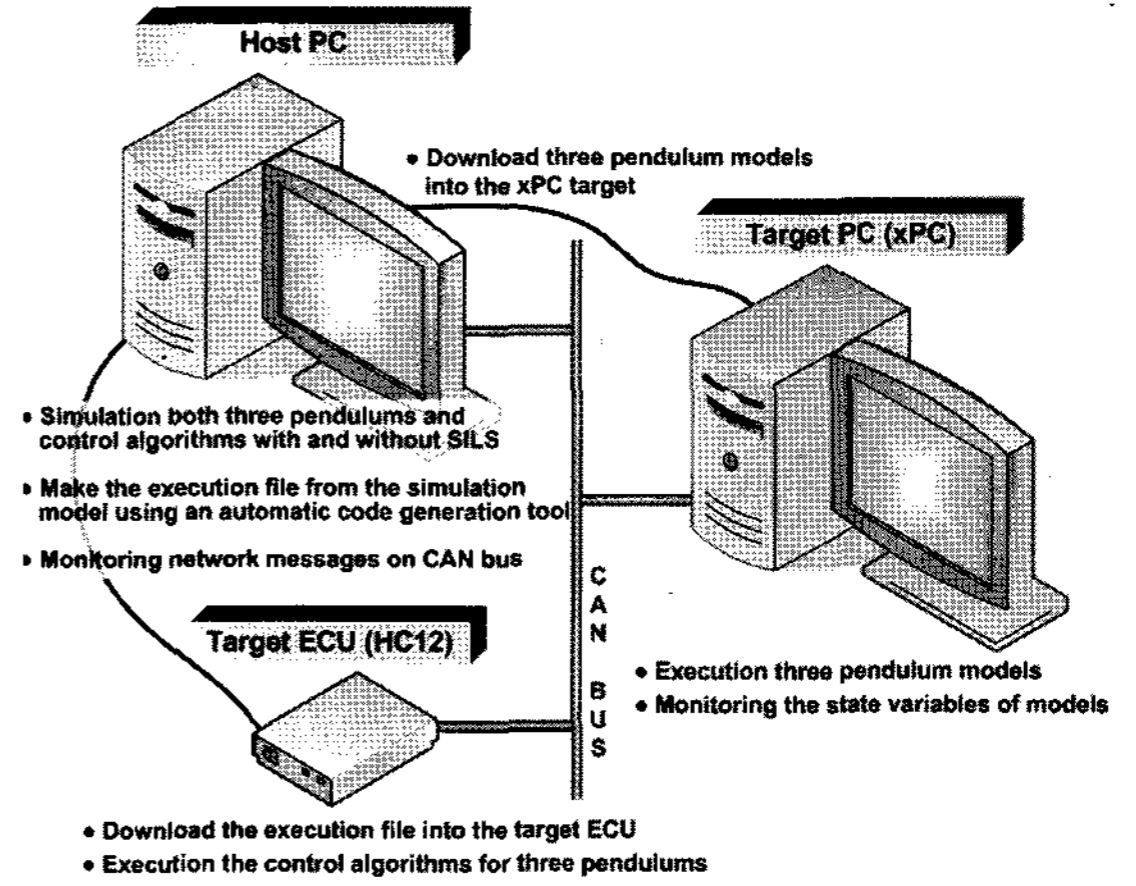 Host PC
• Download three pendulum models
into the xPC target
Target PC (xPC)
• Simulation both three pendulums and
control algorithms with and without SILS
• Make the execution file from the simulation
model using an automatic code generation tool
• Monitoring network messages on CAN bus
CAN BUS
Target ECU (HC12)
• Execution three pendulum models
• Monitoring the state variables of models
• Download the execution file into the target ECU
• Execution the control algorithms for three pendulums